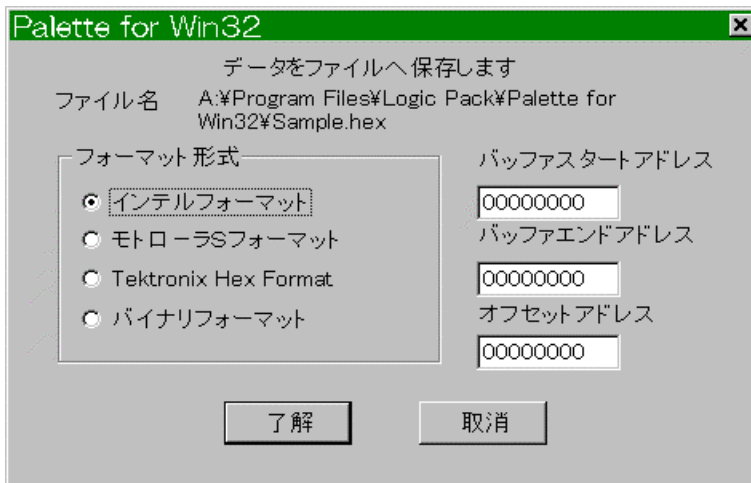 Palette for Win32
データをファイルへ保存します
ファイル名
A:¥Program Files¥Logic Pack¥Palette for
Win32¥Sample.hex
フォーマット形式
インテルフォーマット
モトローラSフォーマット
Tektronix Hex Format
バイナリフォーマット
バッファスタートアドレス
00000000
バッファエンドアドレス
00000000
オフセットアドレス
00000000
了解
取消